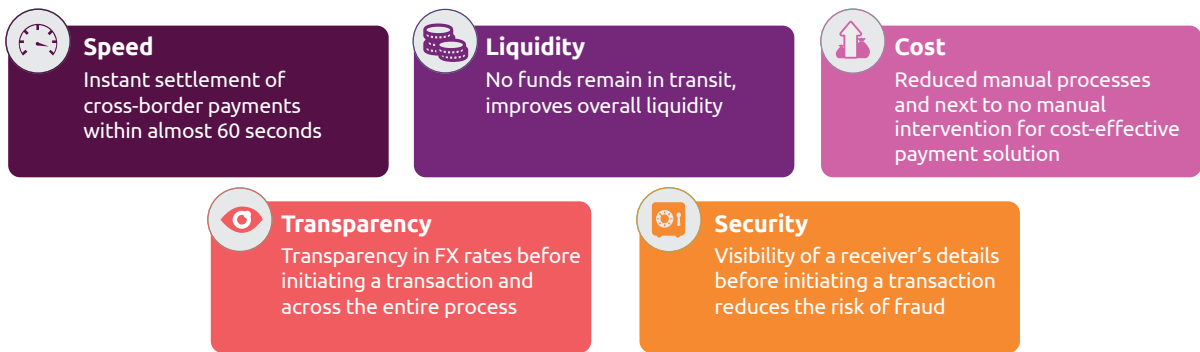 Speed
Instant settlement of
cross-border payments
within almost 60 seconds
Liquidity
No funds remain in transit,
improves overall liquidity
Cost
Reduced manual processes
and next to no manual
intervention for cost-effective
payment solution
Transparency
Transparency in FX rates before
initiating a transaction and
across the entire process
Security
Visibility of a receiver’s details
before initiating a transaction
reduces the risk of fraud